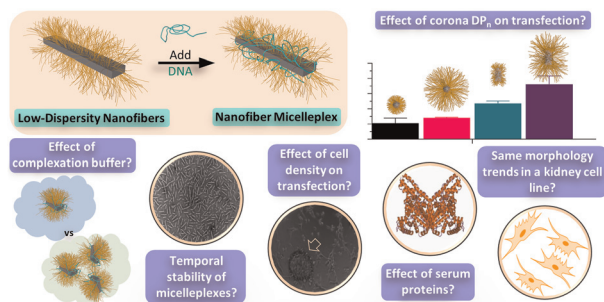 Add
DNA
Low-Dispersity Nanofibers
Nanofiber Micelleplex
Effect of corona DPn on transfection?
Effect of
complexation buffer?
vs
Temporal
stability of
micelleplexes?
Effect of cell
density on
transfection?
Effect of serum
proteins?
Same morphology
trends in a kidney cell
line?